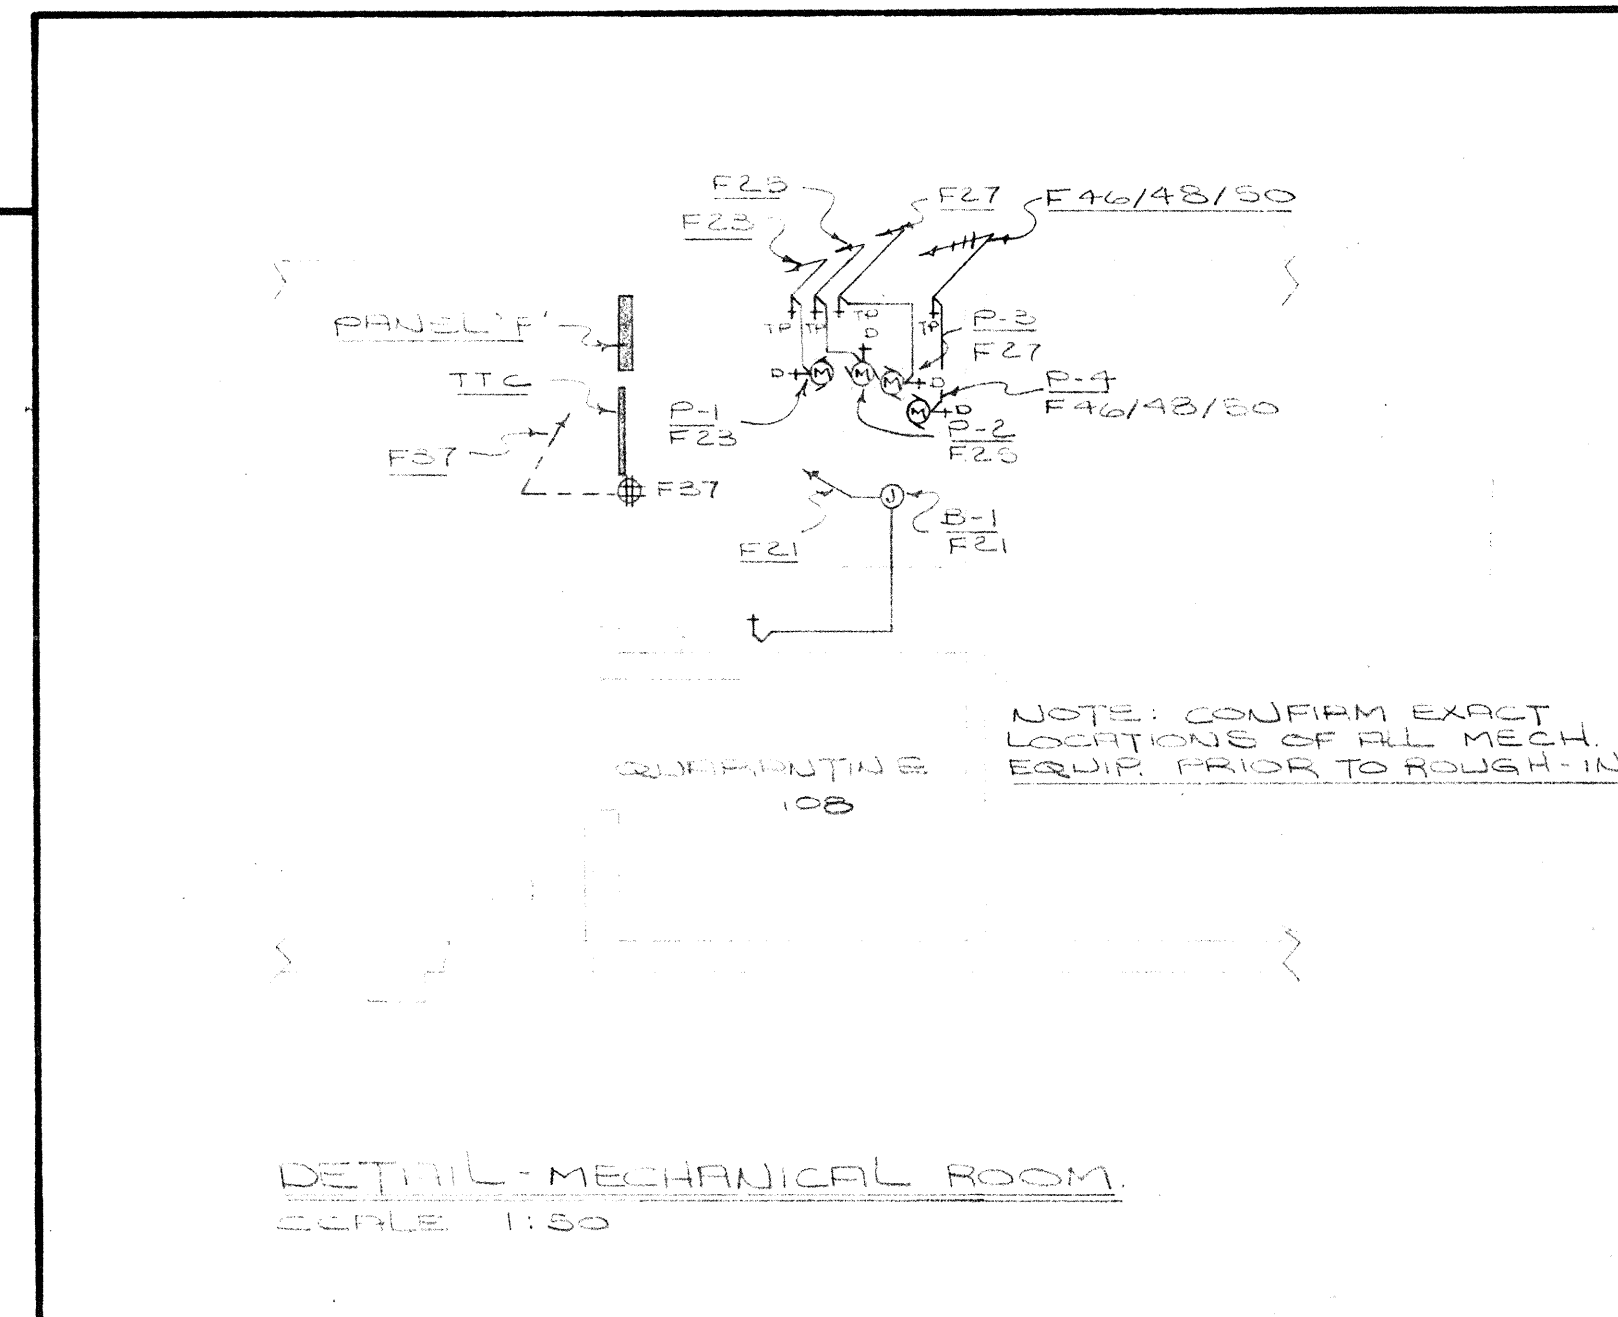 F25
F23
F27
F46/48/50
PANEL 'F'
TP
TP
TP
TP
D
P-3
F27
TTC
D
M
M
M
D
P-4
F46/48/50
M
D
P-1
F23
P-2
F25
F37
F37
J
B-1
F21
F21
NOTE: CONFIRM EXACT
LOCATIONS OF ALL MECH.
EQUIP. PRIOR TO ROUGH-IN
QUARANTINE
108
DETAIL - MECHANICAL ROOM.
SCALE 1:50